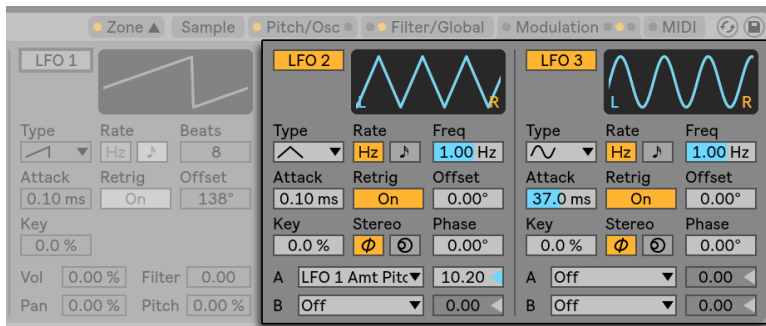 Zone Sample Pitch/Osc Filter/Global Modulation MIDI
LFO 1 LFO 2 L R LFO 3 L R
Type Rate Beats Type Rate Freq Type Rate Freq
Hz 8 Hz 1.00 Hz Hz 1.00 Hz
Attack Retrig Offset Attack Retrig Offset Attack Retrig Offset
0.10 ms On 138° 0.10 ms On 0.00° 37.0 ms On 0.00°
Key Key Stereo Phase Key Stereo Phase
0.0 % 0.0 % 0.00° 0.0 % 0.00°
Vol 0.00 % Filter 0.00 A LFO 1 Amt Pitc 10.20 A Off 0.00
Pan 0.00 % Pitch 0.00 % B Off 0.00 B Off 0.00